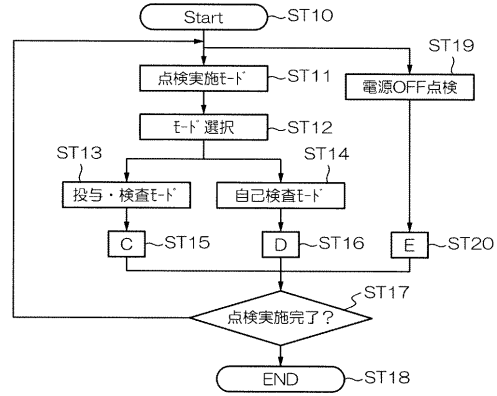 Start ST10
ST19
点検実施モード ST11
電源OFF点検
モード選択 ST12
ST13 ST14
投与・検査モード 自己検査モード
C ST15 D ST16 E ST20
ST17
点検実施完了?
END ST18